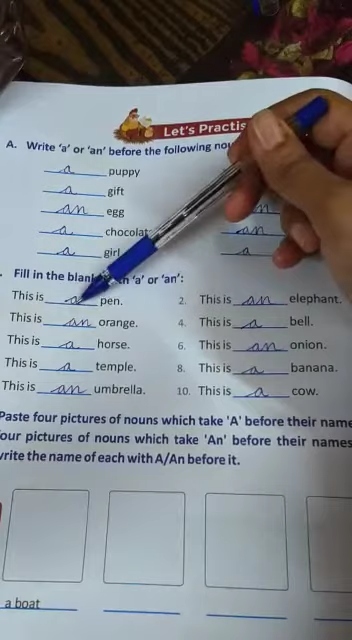 Let's Practis
A. Write 'a' or 'an' before the following nou
a puppy
a gift
an egg an
a chocolat an
a girl a
Fill in the blan 'a' or 'an':
This is a pen. 2. This is an elephant.
This is an orange. 4. This is a bell.
This is a horse. 6. This is an onion.
This is a temple. 8. This is a banana.
This is an umbrella. 10. This is a cow.
Paste four pictures of nouns which take 'A' before their name
four pictures of nouns which take 'An' before their names
write the name of each with A/An before it.
a boat